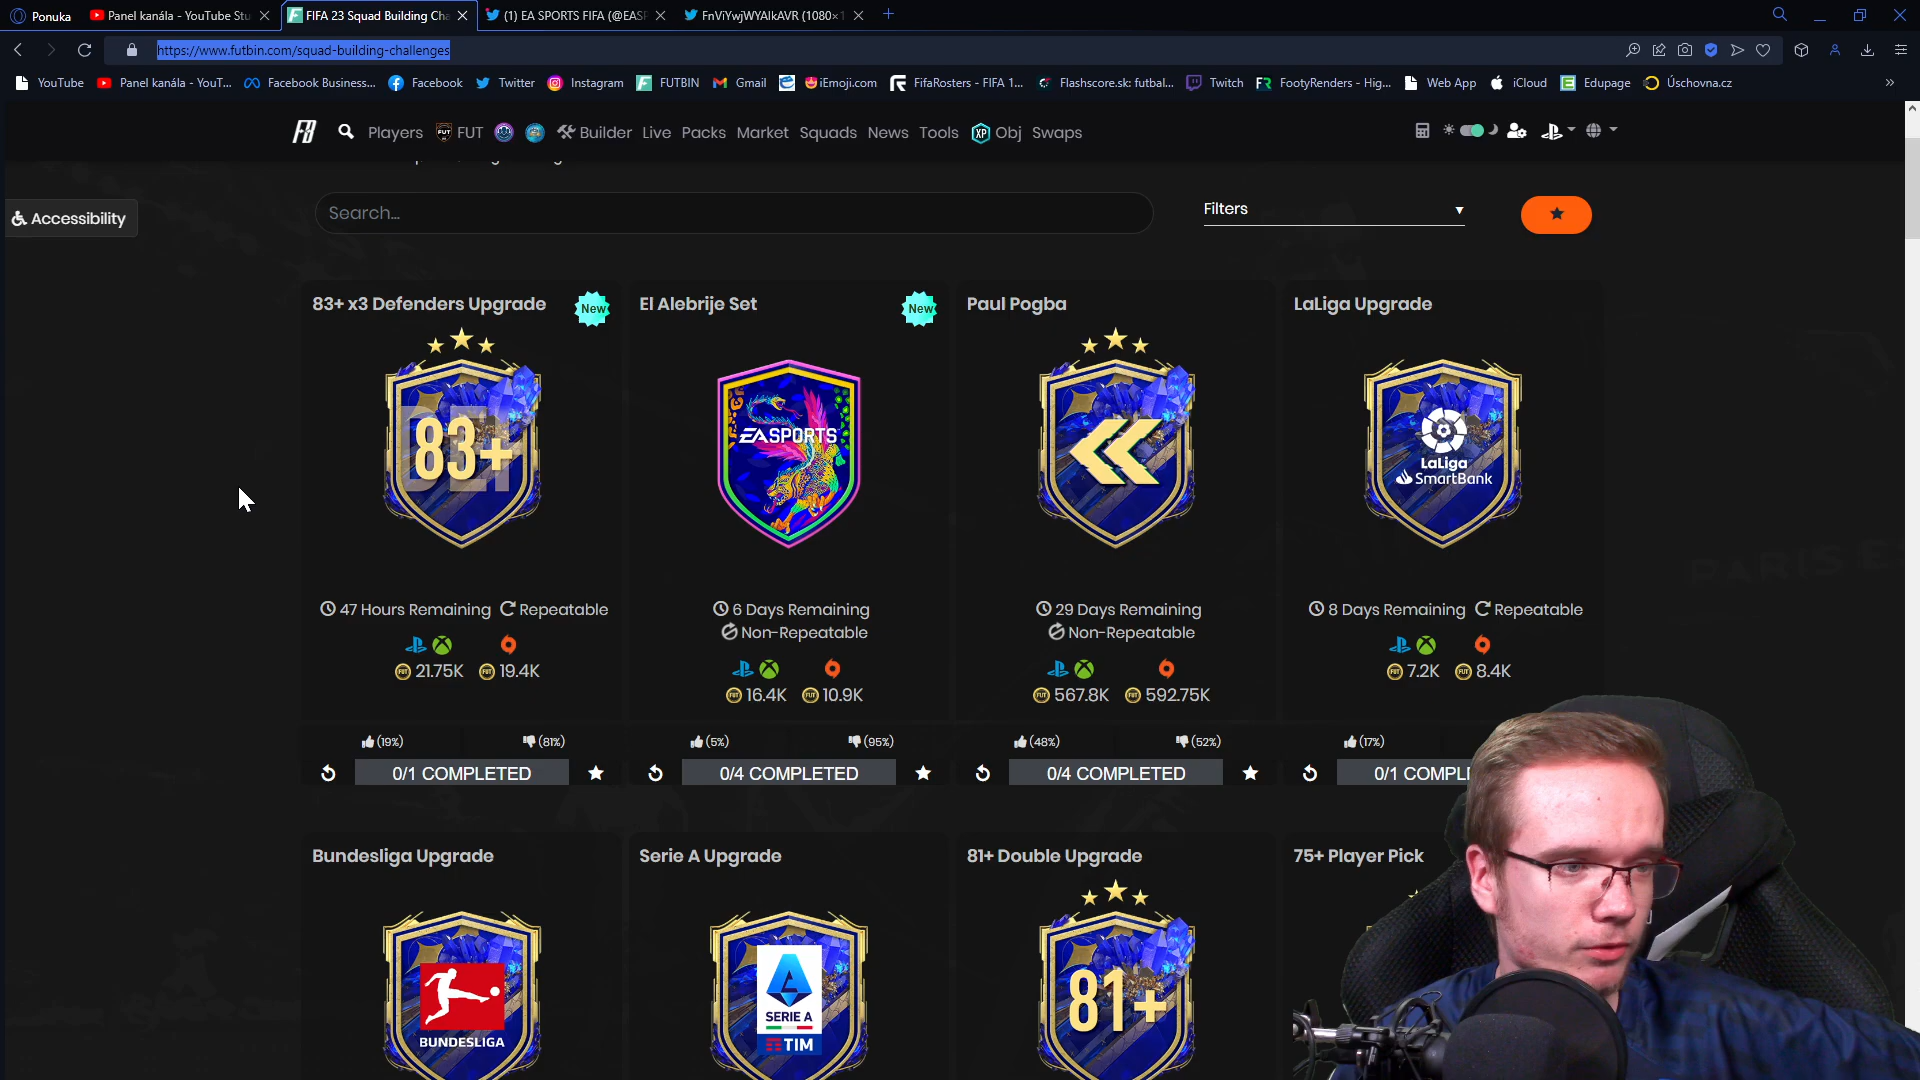 Ponuka
Panel kanála - YouTube Stu
FIFA 23 Squad Building Cha
(1) EA SPORTS FIFA (@EASP
FnViYwjWYAIkAVR (1080×1
https://www.futbin.com/squad-building-challenges
YouTube
Panel kanála - YouT...
Facebook Business...
Facebook
Twitter
Instagram
FUTBIN
Gmail
iEmoji.com
FifaRosters - FIFA 1...
Flashscore.sk: futbal...
Twitch
FootyRenders - Hig...
Web App
iCloud
Edupage
Úschovna.cz
Players
FUT
Builder
Live
Packs
Market
Squads
News
Tools
XP
Obj
Swaps
Accessibility
Search...
Filters
83+ x3 Defenders Upgrade
New
83+
47 Hours Remaining
Repeatable
21.75K
19.4K
(19%)
(81%)
0/1 COMPLETED
El Alebrije Set
New
EA SPORTS
6 Days Remaining
Non-Repeatable
16.4K
10.9K
(5%)
(95%)
0/4 COMPLETED
Paul Pogba
29 Days Remaining
Non-Repeatable
567.8K
592.75K
(48%)
(52%)
0/4 COMPLETED
LaLiga Upgrade
LaLiga
SmartBank
8 Days Remaining
Repeatable
7.2K
8.4K
(17%)
0/1 COMPL
Bundesliga Upgrade
BUNDESLIGA
Serie A Upgrade
SERIE A
TIM
81+ Double Upgrade
81+
75+ Player Pick